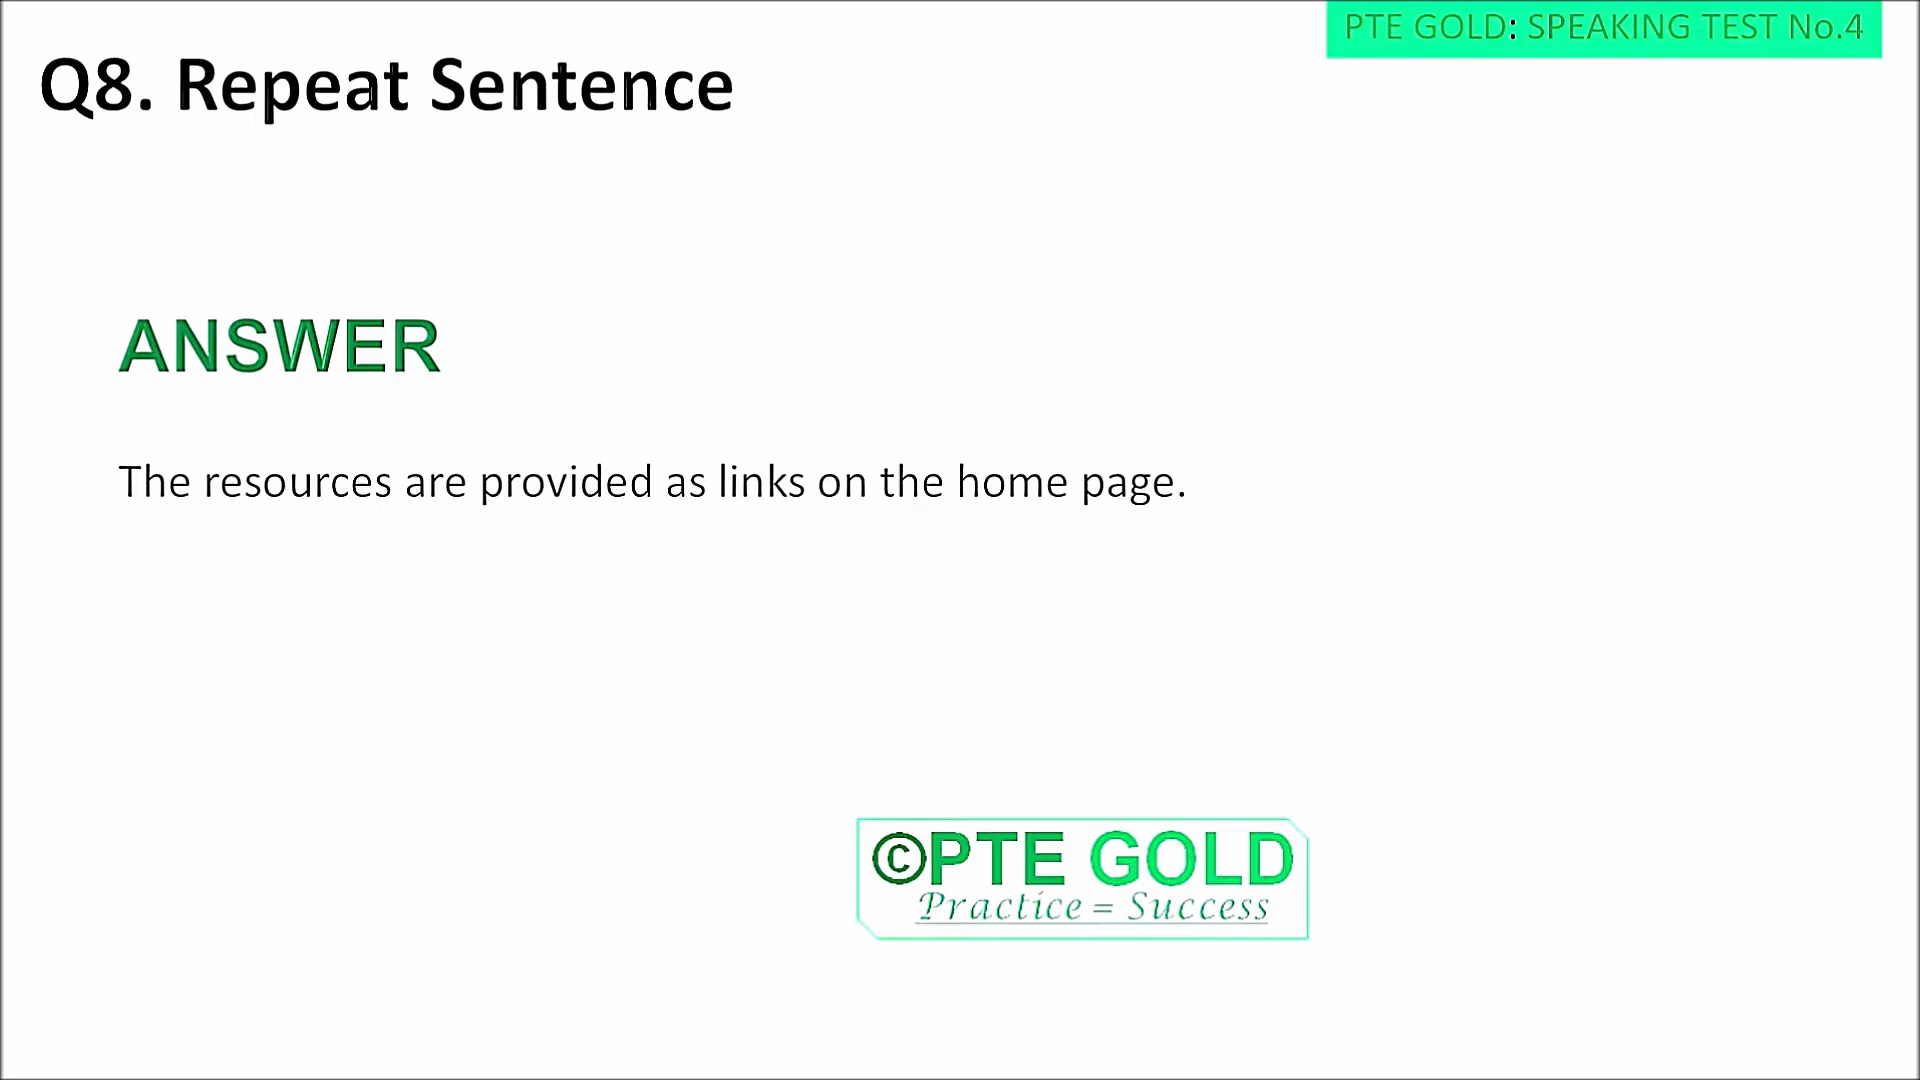 PTE GOLD: SPEAKING TEST No.4
Q8. Repeat Sentence
ANSWER
The resources are provided as links on the home page.
©PTE GOLD
Practice = Success